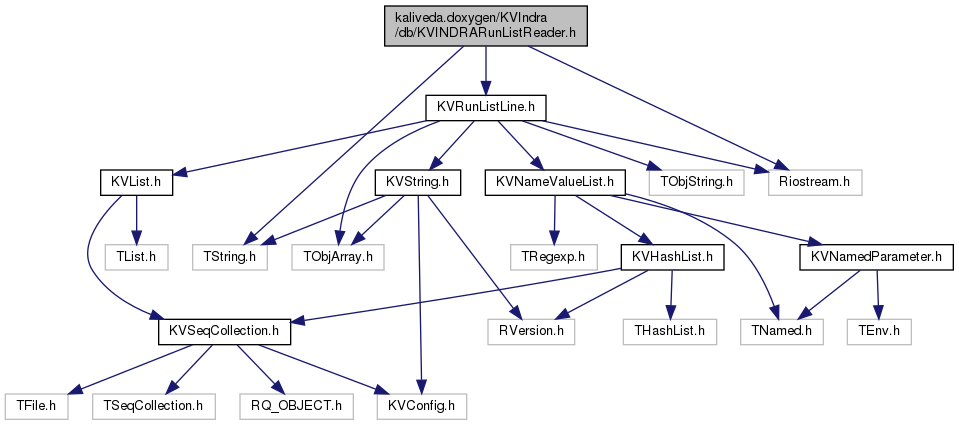 kaliveda.doxygen/KVIndra
/db/KVINDRARunListReader.h
KVRunListLine.h
KVList.h
KVString.h
KVNameValueList.h
TObjString.h
Riostream.h
TList.h
TString.h
TObjArray.h
TRegexp.h
KVHashList.h
KVNamedParameter.h
KVSeqCollection.h
RVersion.h
THashList.h
TNamed.h
TEnv.h
TFile.h
TSeqCollection.h
RQ_OBJECT.h
KVConfig.h